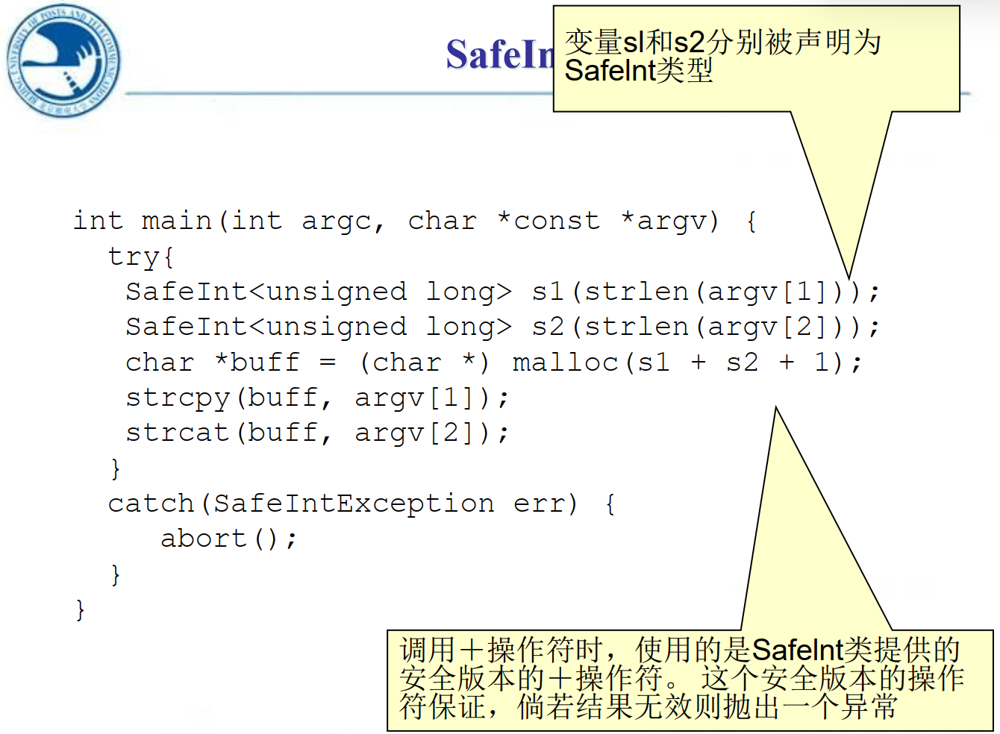 SafeIn
变量sl和s2分别被声明为
SafeInt类型
int main(int argc, char *const *argv) {
try{
SafeInt<unsigned long> s1(strlen(argv[1]));
SafeInt<unsigned long> s2(strlen(argv[2]));
char *buff = (char *) malloc(s1 + s2 + 1);
strcpy(buff, argv[1]);
strcat(buff, argv[2]);
}
catch(SafeIntException err) {
abort();
}
}
调用＋操作符时，使用的是SafeInt类提供的
安全版本的＋操作符。 这个安全版本的操作
符保证，倘若结果无效则抛出一个异常